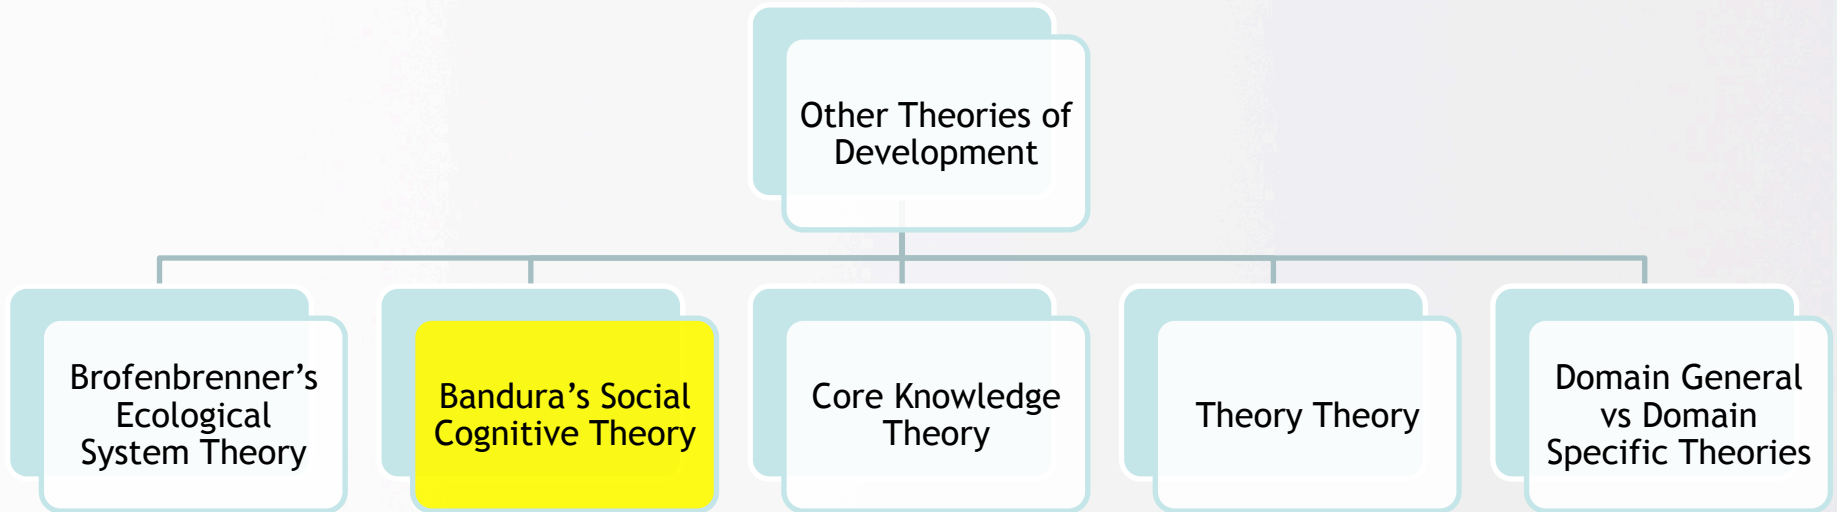 Other Theories of
Development
Brofenbrenner’s
Ecological
System Theory
Bandura’s Social
Cognitive Theory
Core Knowledge
Theory
Theory Theory
Domain General
vs Domain
Specific Theories